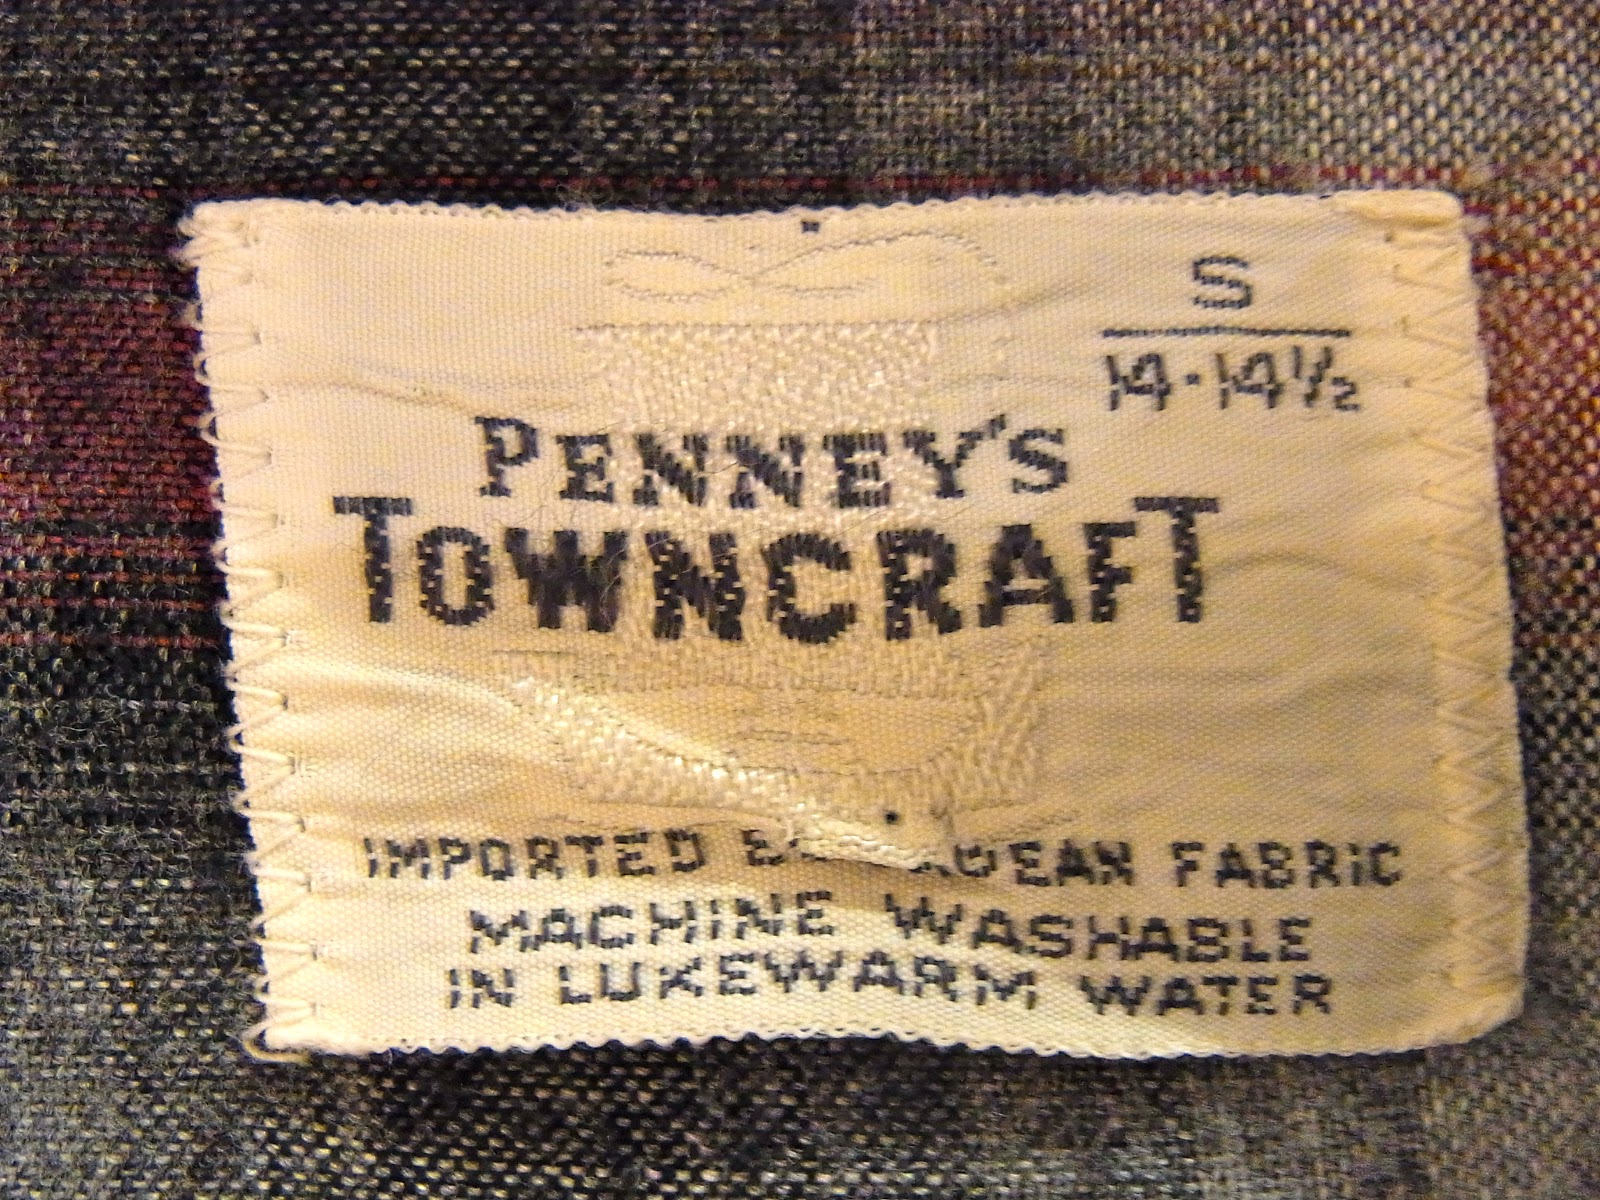 S
14·14½
PENNEY'S
TOWNCRAFT
IMPORTED FABRIC
MACHINE WASHABLE
IN LUKEWARM WATER